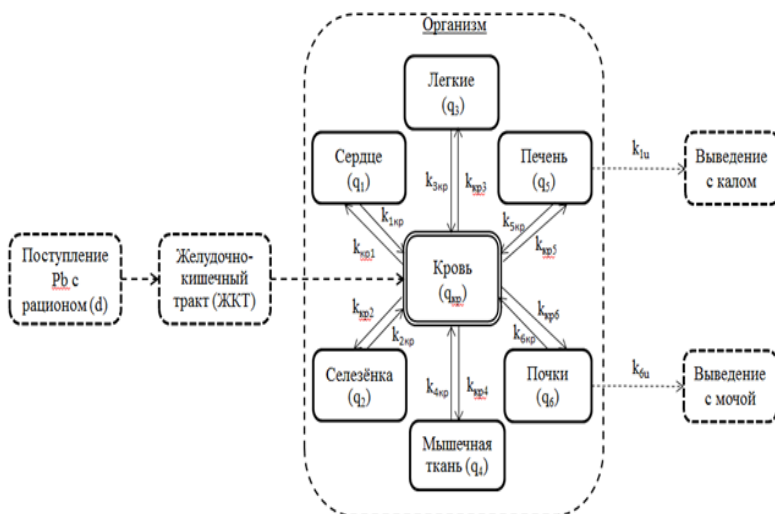 Организм
Легкие
(q₃)
Сердце
(q₁)
Печень
(q₅)
k₁u
Выведение
с калом
k₃кр
kкр3
k₁кр
kкр1
k₅кр
kкр5
Поступление
Pb с
рационом (d)
Желудочно-
кишечный
тракт (ЖКТ)
Кровь
(qкр)
kкр2
k₂кр
kкр6
k₆кр
k₄кр
kкр4
Селезёнка
(q₂)
Почки
(q₆)
k₆u
Выведение
с мочой
Мышечная
ткань (q₄)